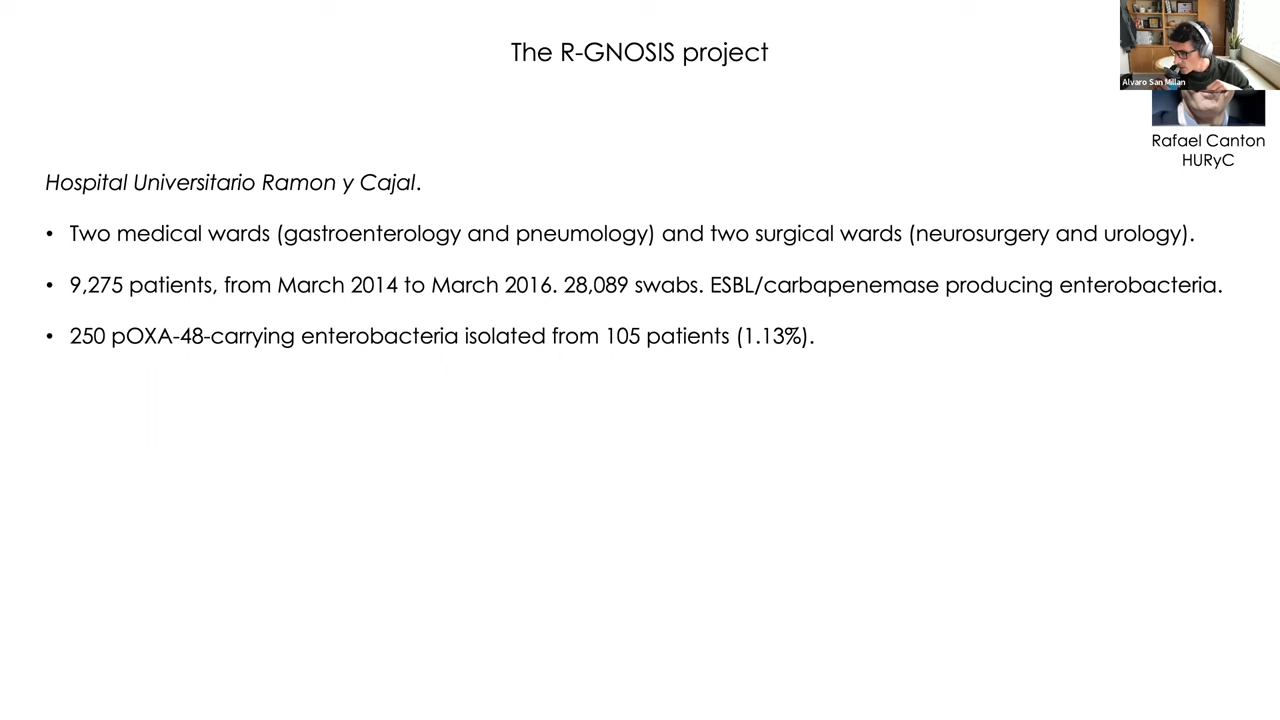 The R-GNOSIS project
Alvaro San Millan
Rafael Canton
HURyC
Hospital Universitario Ramon y Cajal.
• Two medical wards (gastroenterology and pneumology) and two surgical wards (neurosurgery and urology).
• 9,275 patients, from March 2014 to March 2016. 28,089 swabs. ESBL/carbapenemase producing enterobacteria.
• 250 pOXA-48-carrying enterobacteria isolated from 105 patients (1.13%).